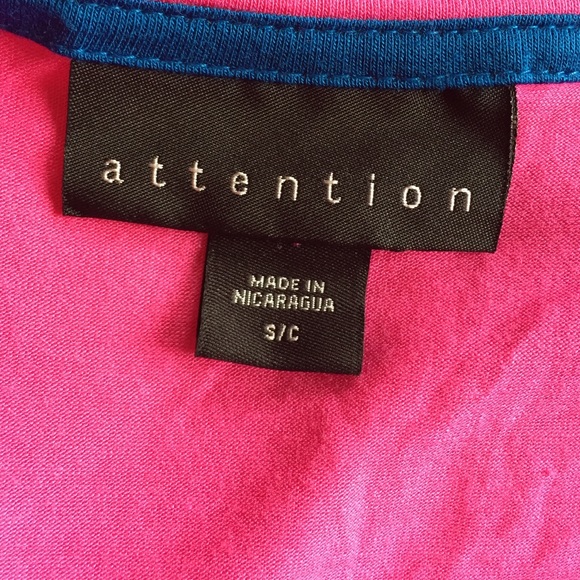 attention
MADE IN
NICARAGUA
S/C